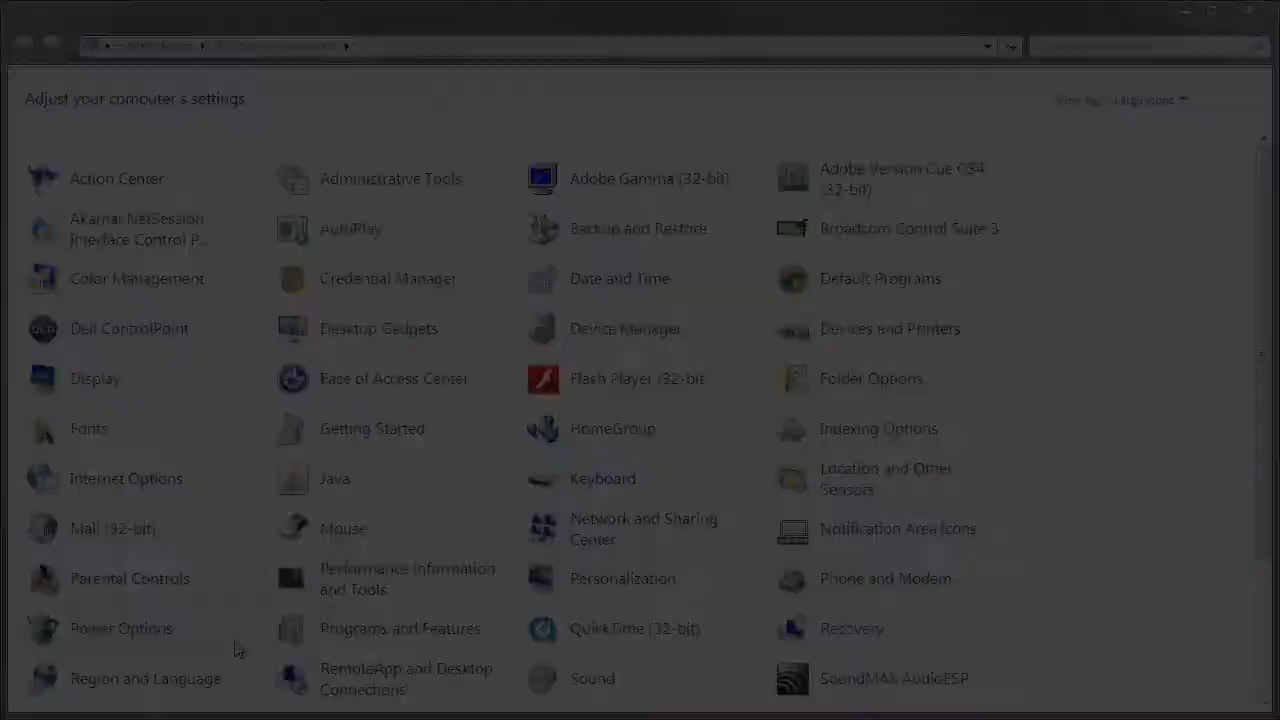 Adjust your computer's settings
Action Center
Administrative Tools
Adobe Gamma (32-bit)
Adobe Version Cue CS4
(32-bit)
Akamai NetSession
Interface Control P...
AutoPlay
Backup and Restore
Broadcom Control Suite 3
Color Management
Credential Manager
Date and Time
Default Programs
Dell ControlPoint
Desktop Gadgets
Device Manager
Devices and Printers
Display
Ease of Access Center
Flash Player (32-bit
Folder Options
Fonts
Getting Started
HomeGroup
Indexing Options
Internet Options
Java
Keyboard
Location and Other
Sensors
Mail (32-bit)
Mouse
Network and Sharing
Center
Notification Area Icons
Parental Controls
Performance Information
and Tools
Personalization
Phone and Modem
Power Options
Programs and Features
QuickTime (32-bit)
Recovery
Region and Language
RemoteApp and Desktop
Connections
Sound
SoundMAX AudioESP